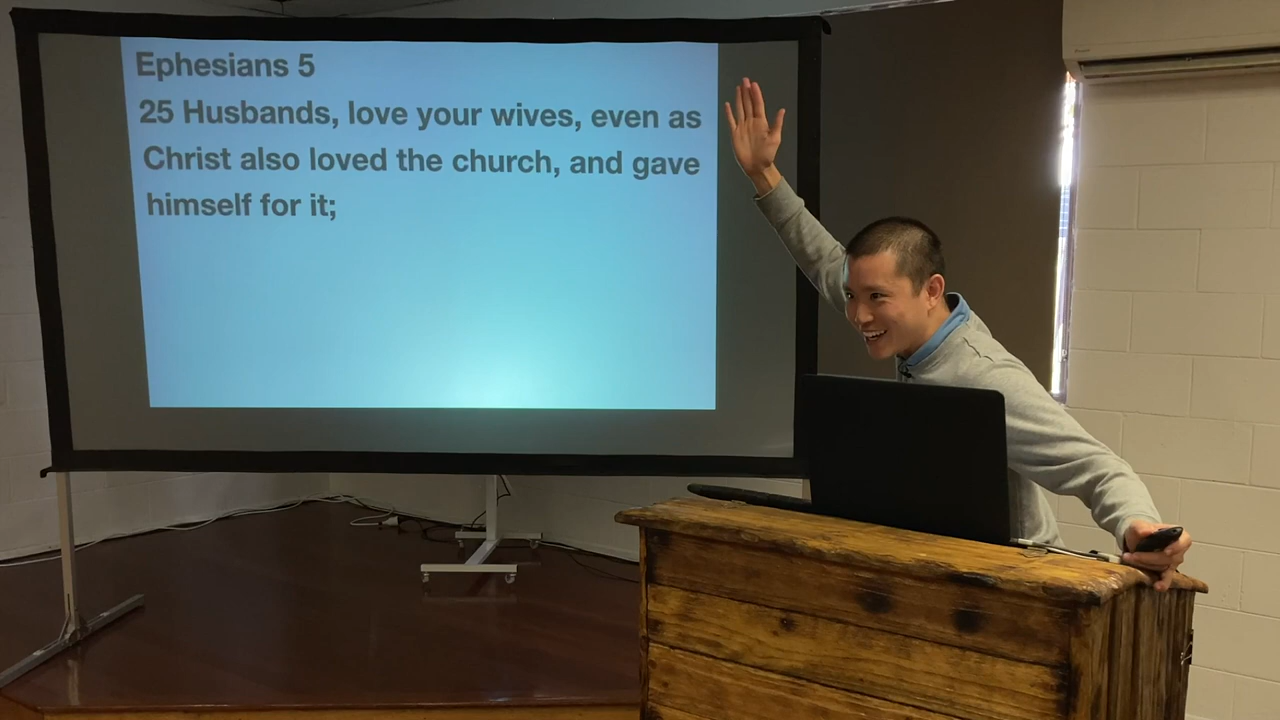 Ephesians 5
25 Husbands, love your wives, even as
Christ also loved the church, and gave
himself for it;